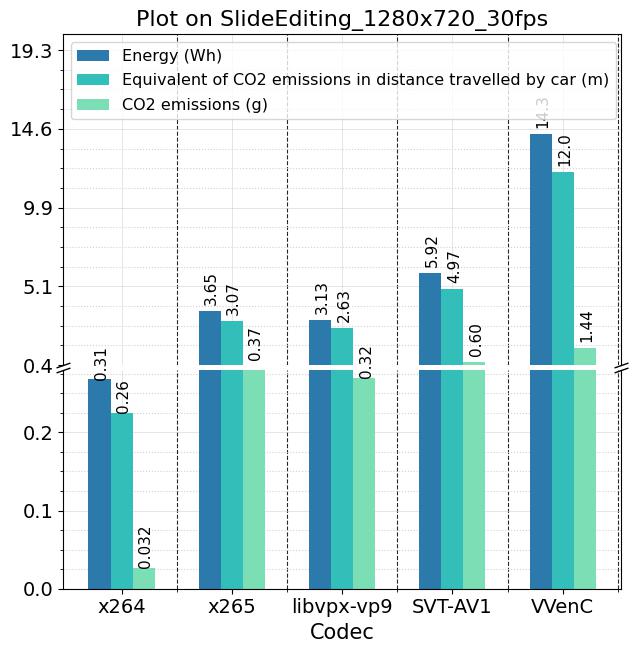 Plot on SlideEditing_1280x720_30fps
Energy (Wh)
Equivalent of CO2 emissions in distance travelled by car (m)
CO2 emissions (g)
19.3
14.6
9.9
5.1
0.4
0.2
0.1
0.0
0.31
0.26
0.032
3.65
3.07
0.37
3.13
2.63
0.32
5.92
4.97
0.60
14.3
12.0
1.44
x264
x265
libvpx-vp9
SVT-AV1
VVenC
Codec